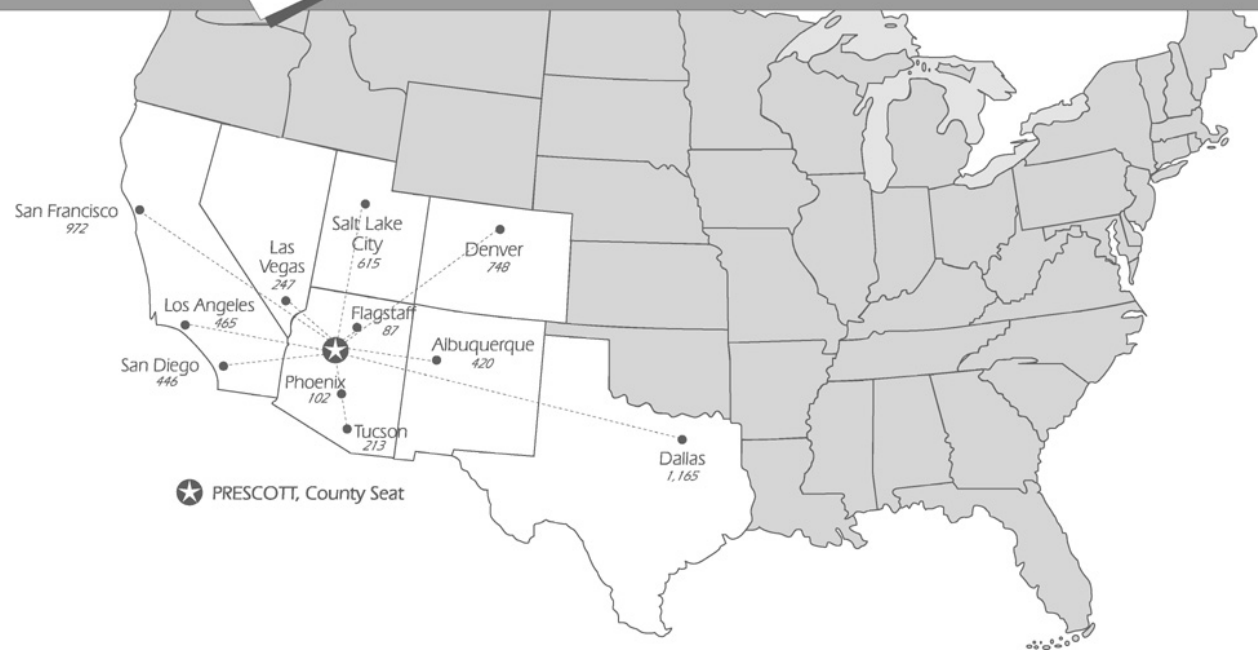 San Francisco
972
Las
Vegas
247
Salt Lake
City
615
Denver
748
Los Angeles
465
Flagstaff
87
San Diego
446
Albuquerque
420
Phoenix
102
Tucson
213
Dallas
1,165
PRESCOTT, County Seat